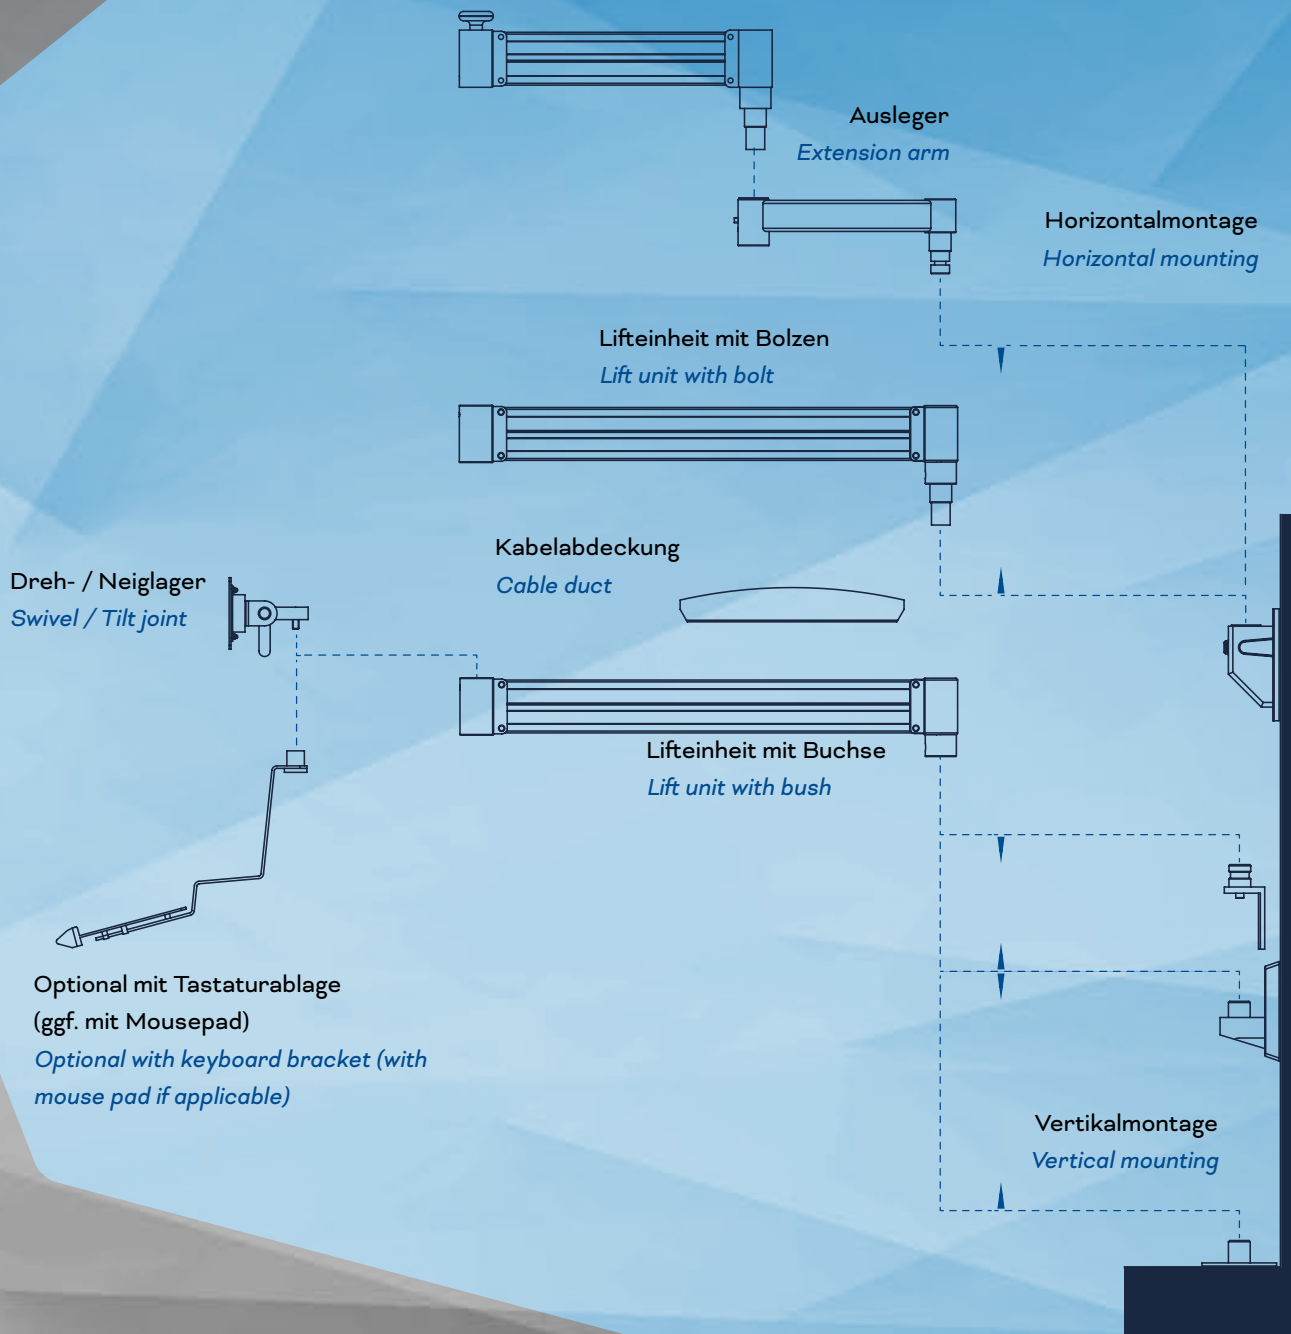 Ausleger
Extension arm
Horizontalmontage
Horizontal mounting
Lifteinheit mit Bolzen
Lift unit with bolt
Kabelabdeckung
Cable duct
Dreh- / Neiglager
Swivel / Tilt joint
Lifteinheit mit Buchse
Lift unit with bush
Optional mit Tastaturablage
(ggf. mit Mousepad)
Optional with keyboard bracket (with
mouse pad if applicable)
Vertikalmontage
Vertical mounting